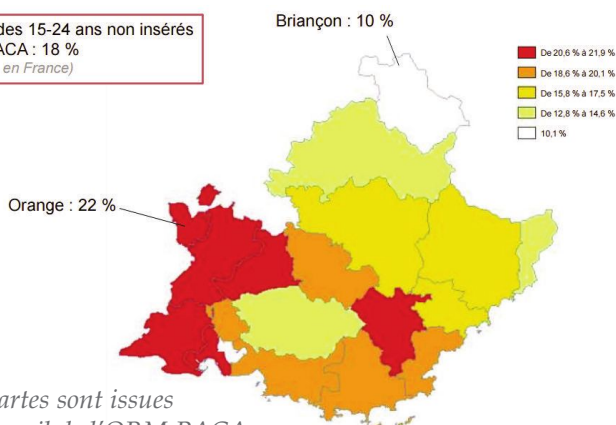 des 15-24 ans non insérés
ACA : 18 %
en France)
Briançon : 10 %
De 20,6 % à 21,9 %
De 18,6 % à 20,1 %
De 15,8 % à 17,5 %
De 12,8 % à 14,6 %
10,1 %
Orange : 22 %
artes sont issues